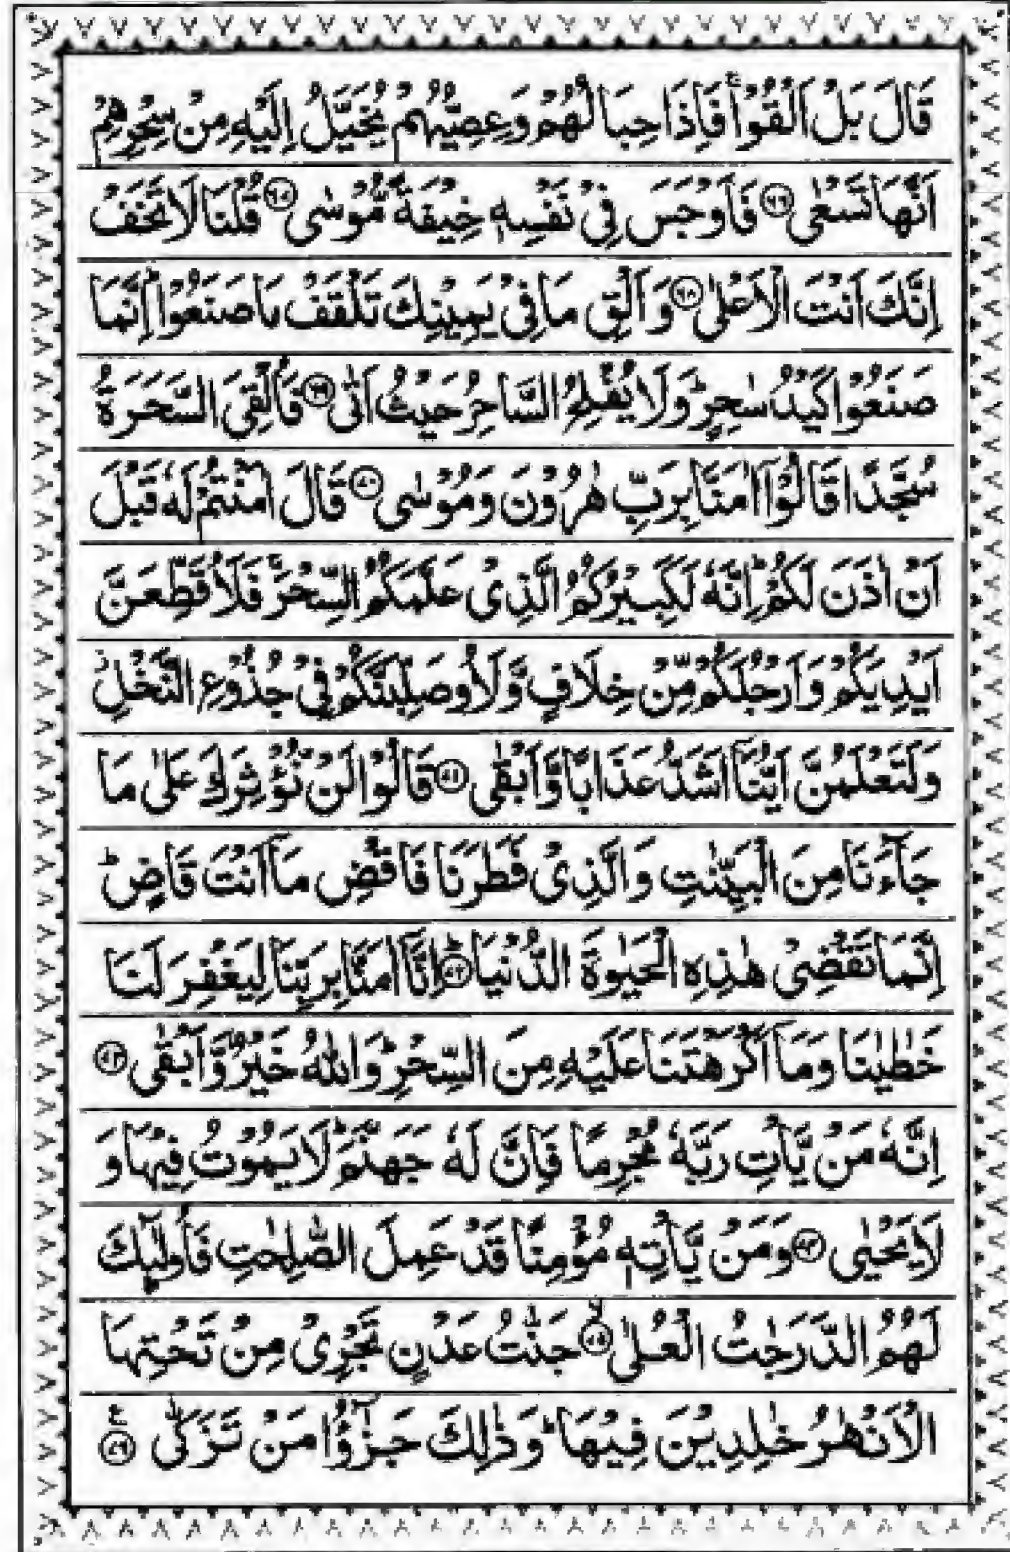 قَالَ بَلْ اَلْقُوْاۚ فَاِذَا حِبَالُهُمْ وَعِصِيُّهُمْ يُخَيَّلُ اِلَيْهِ مِنْ سِحْرِهِمْ
اَنَّهَا تَسْعٰى ۝۶۶ فَاَوْجَسَ فِيْ نَفْسِهٖ خِيْفَةً مُّوْسٰى ۝۶۷ قُلْنَا لَا تَخَفْ
اِنَّكَ اَنْتَ الْاَعْلٰى ۝۶۸ وَاَلْقِ مَا فِيْ يَمِيْنِكَ تَلْقَفْ مَا صَنَعُوْاؕ اِنَّمَا
صَنَعُوْا كَيْدُ سٰحِرٍؕ وَلَا يُفْلِحُ السَّاحِرُ حَيْثُ اَتٰى ۝۶۹ فَاُلْقِيَ السَّحَرَةُ
سُجَّدًا قَالُوْۤا اٰمَنَّا بِرَبِّ هٰرُوْنَ وَمُوْسٰى ۝۷۰ قَالَ اٰمَنْتُمْ لَهٗ قَبْلَ
اَنْ اٰذَنَ لَكُمْؕ اِنَّهٗ لَكَبِيْرُكُمُ الَّذِيْ عَلَّمَكُمُ السِّحْرَۚ فَلَاُقَطِّعَنَّ
اَيْدِيَكُمْ وَاَرْجُلَكُمْ مِّنْ خِلَافٍ وَّلَاُوصَلِّبَنَّكُمْ فِيْ جُذُوْعِ النَّخْلِؗ
وَلَتَعْلَمُنَّ اَيُّنَاۤ اَشَدُّ عَذَابًا وَّاَبْقٰى ۝۷۱ قَالُوْا لَنْ نُّؤْثِرَكَ عَلٰى مَا
جَآءَنَا مِنَ الْبَيِّنٰتِ وَالَّذِيْ فَطَرَنَا فَاقْضِ مَاۤ اَنْتَ قَاضٍؕ
اِنَّمَا تَقْضِيْ هٰذِهِ الْحَيٰوةَ الدُّنْيَاؕ ۝۷۲ اِنَّاۤ اٰمَنَّا بِرَبِّنَا لِيَغْفِرَ لَنَا
خَطٰيٰنَا وَمَاۤ اَكْرَهْتَنَا عَلَيْهِ مِنَ السِّحْرِؕ وَاللّٰهُ خَيْرٌ وَّاَبْقٰى ۝۷۳
اِنَّهٗ مَنْ يَّاْتِ رَبَّهٗ مُجْرِمًا فَاِنَّ لَهٗ جَهَنَّمَؕ لَا يَمُوْتُ فِيْهَا وَ
لَا يَحْيٰى ۝۷۴ وَمَنْ يَّاْتِهٖ مُؤْمِنًا قَدْ عَمِلَ الصّٰلِحٰتِ فَاُولٰٓئِكَ
لَهُمُ الدَّرَجٰتُ الْعُلٰىۙ ۝۷۵ جَنّٰتُ عَدْنٍ تَجْرِيْ مِنْ تَحْتِهَا
الْاَنْهٰرُ خٰلِدِيْنَ فِيْهَاؕ وَذٰلِكَ جَزٰٓؤُا مَنْ تَزَكّٰى ۝۷۶ ع